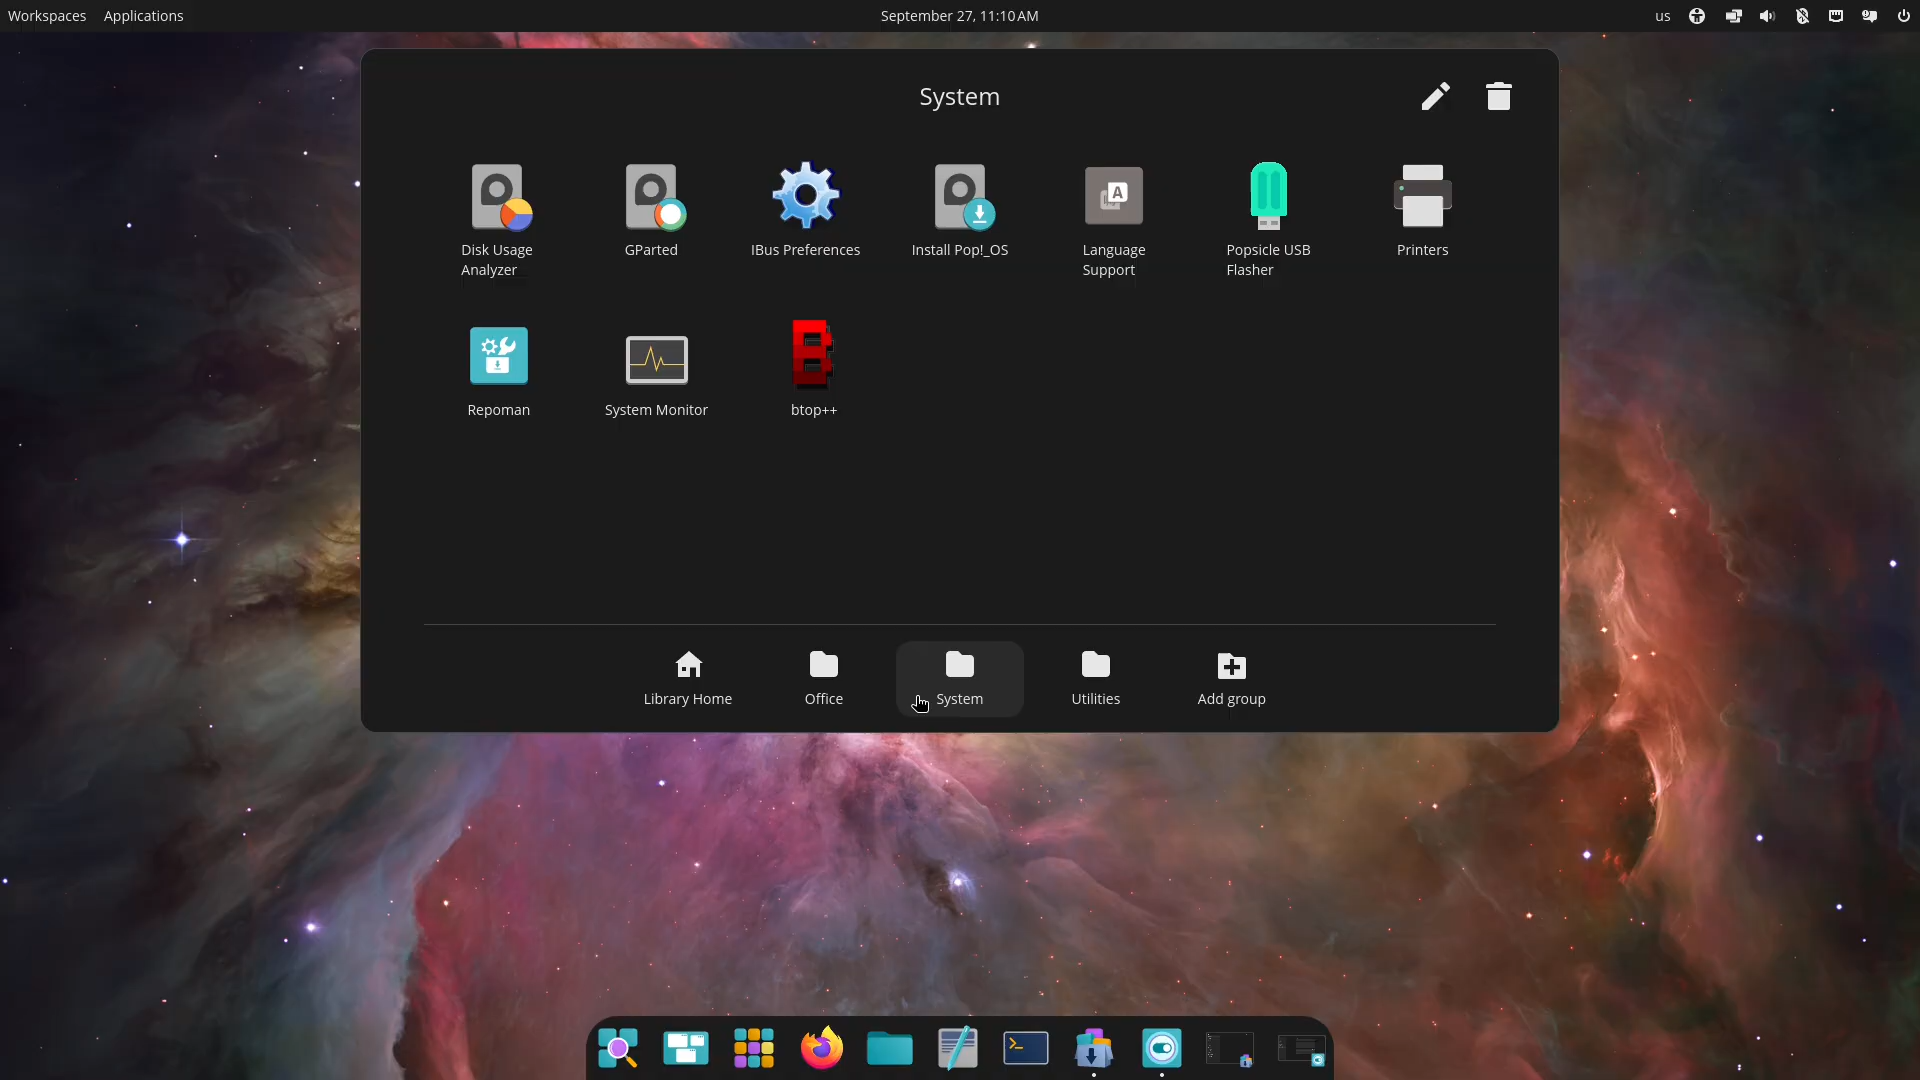 Workspaces Applications September 27, 11:10 AM us
System
Disk Usage Analyzer
GParted
IBus Preferences
Install Pop!_OS
Language Support
Popsicle USB Flasher
Printers
Repoman
System Monitor
btop++
Library Home
Office
System
Utilities
Add group